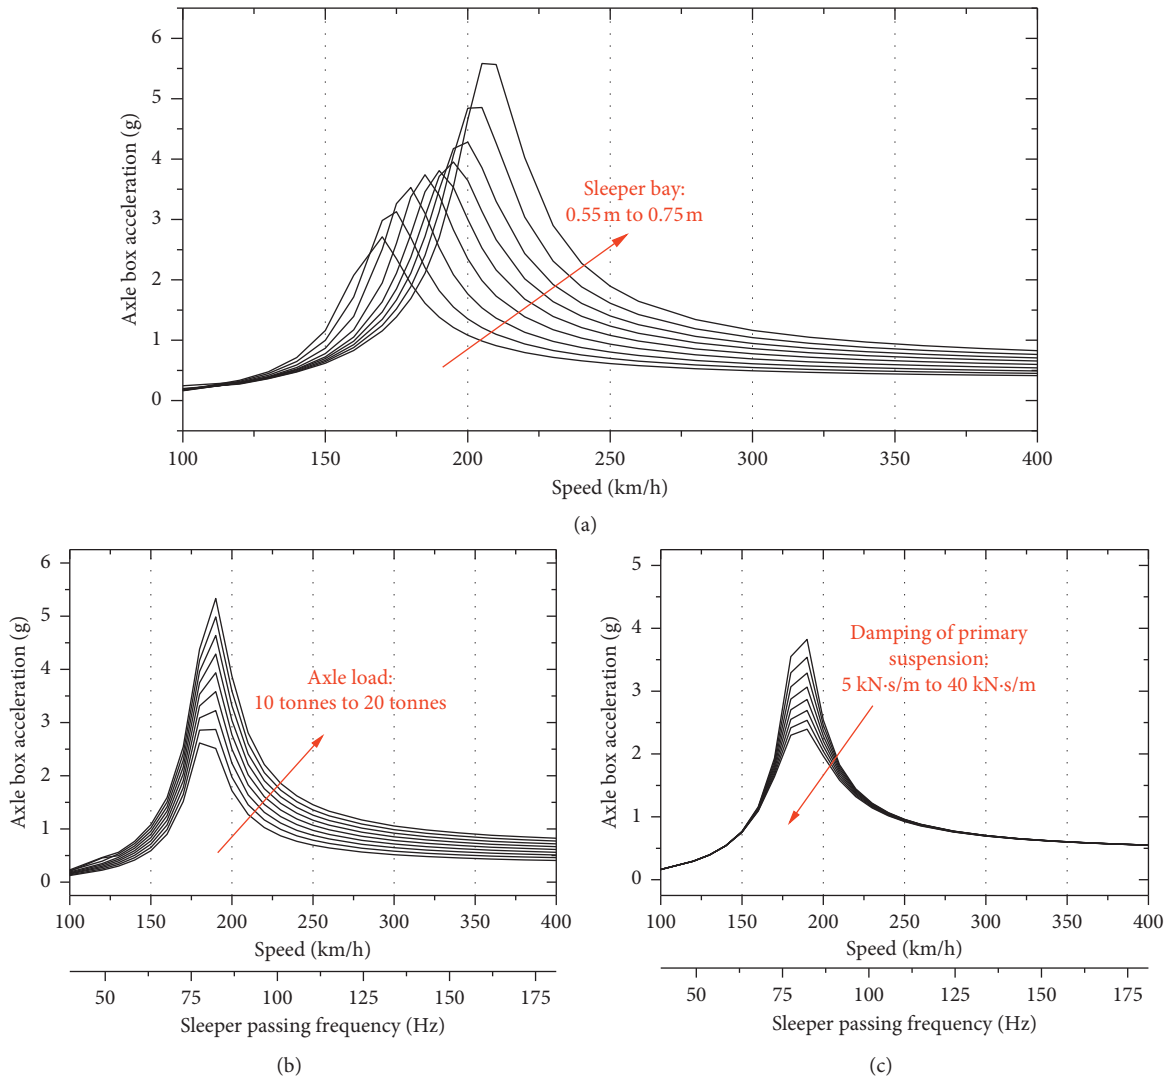 6
5
4
3
2
1
0
Axle box acceleration (g)
Sleeper bay:
0.55 m to 0.75 m
100 150 200 250 300 350 400
Speed (km/h)
(a)
6
5
4
3
2
1
0
Axle box acceleration (g)
Axle load:
10 tonnes to 20 tonnes
100 150 200 250 300 350 400
Speed (km/h)
50 75 100 125 150 175
Sleeper passing frequency (Hz)
(b)
5
4
3
2
1
0
Axle box acceleration (g)
Damping of primary
suspension:
5 kN·s/m to 40 kN·s/m
100 150 200 250 300 350 400
Speed (km/h)
50 75 100 125 150 175
Sleeper passing frequency (Hz)
(c)